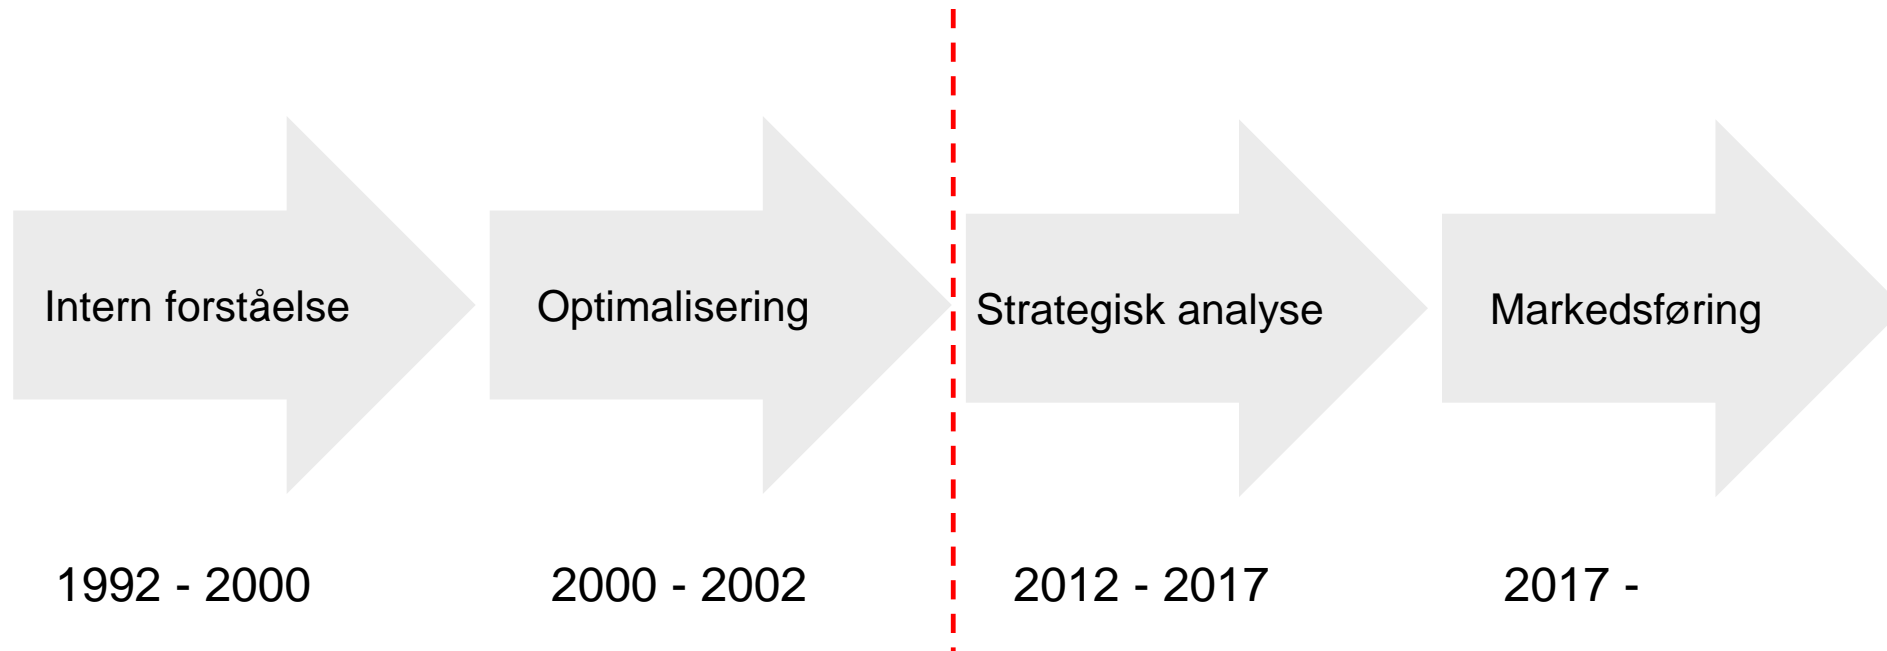 Intern forståelse
Optimalisering
Strategisk analyse
Markedsføring
1992 - 2000
2000 - 2002
2012 - 2017
2017 -